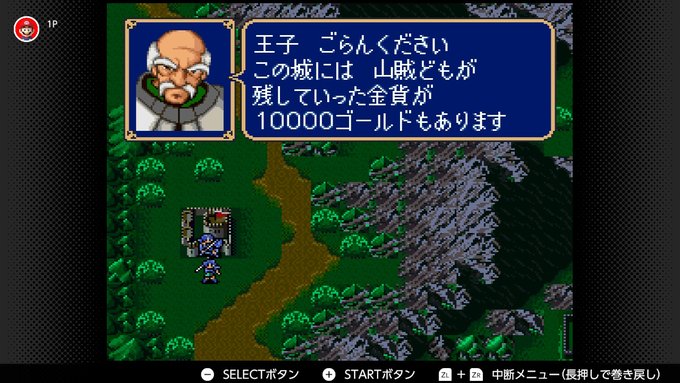 1P
王子　ごらんください
この城には　山賊どもが
残していった金貨が
10000ゴールドもあります
− SELECTボタン　+ STARTボタン　ZL + ZR 中断メニュー(長押しで巻き戻し)